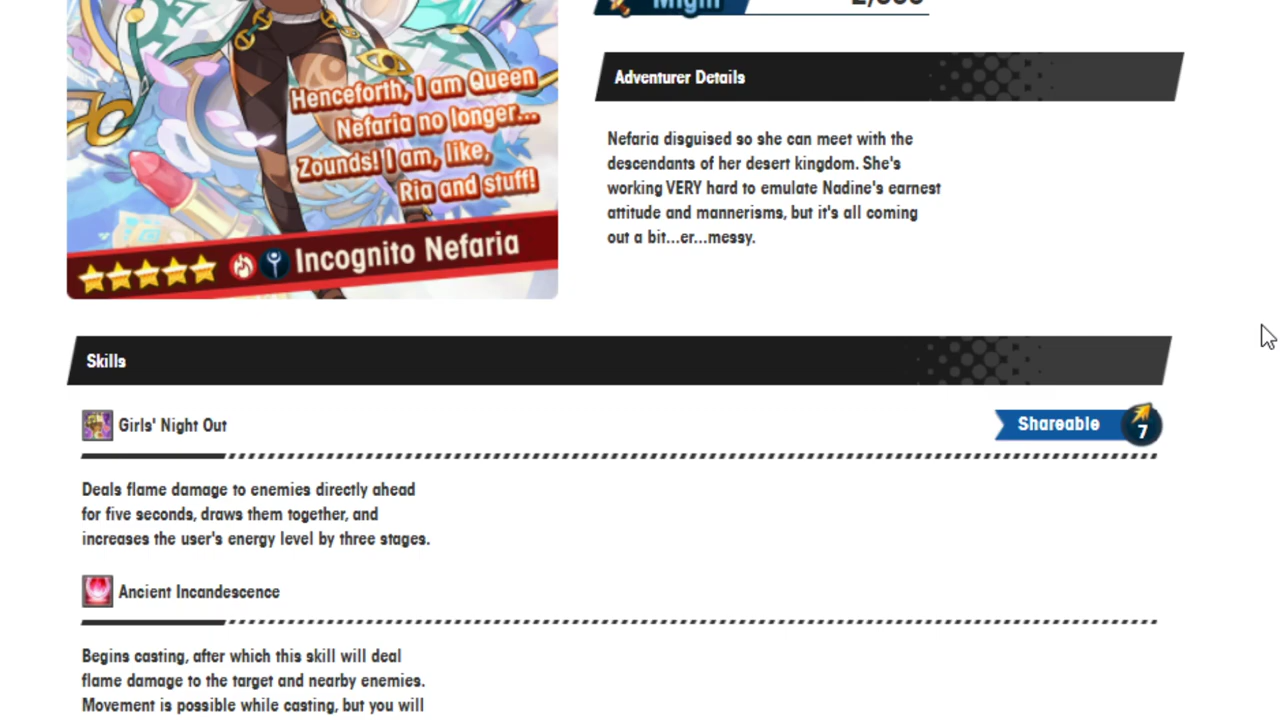 Might
Adventurer Details
Henceforth, I am Queen
Nefaria no longer...
Zounds! I am, like,
Ria and stuff!
Incognito Nefaria
Nefaria disguised so she can meet with the
descendants of her desert kingdom. She's
working VERY hard to emulate Nadine's earnest
attitude and mannerisms, but it's all coming
out a bit...er...messy.
Skills
Girls' Night Out
Shareable
7
Deals flame damage to enemies directly ahead
for five seconds, draws them together, and
increases the user's energy level by three stages.
Ancient Incandescence
Begins casting, after which this skill will deal
flame damage to the target and nearby enemies.
Movement is possible while casting, but you will